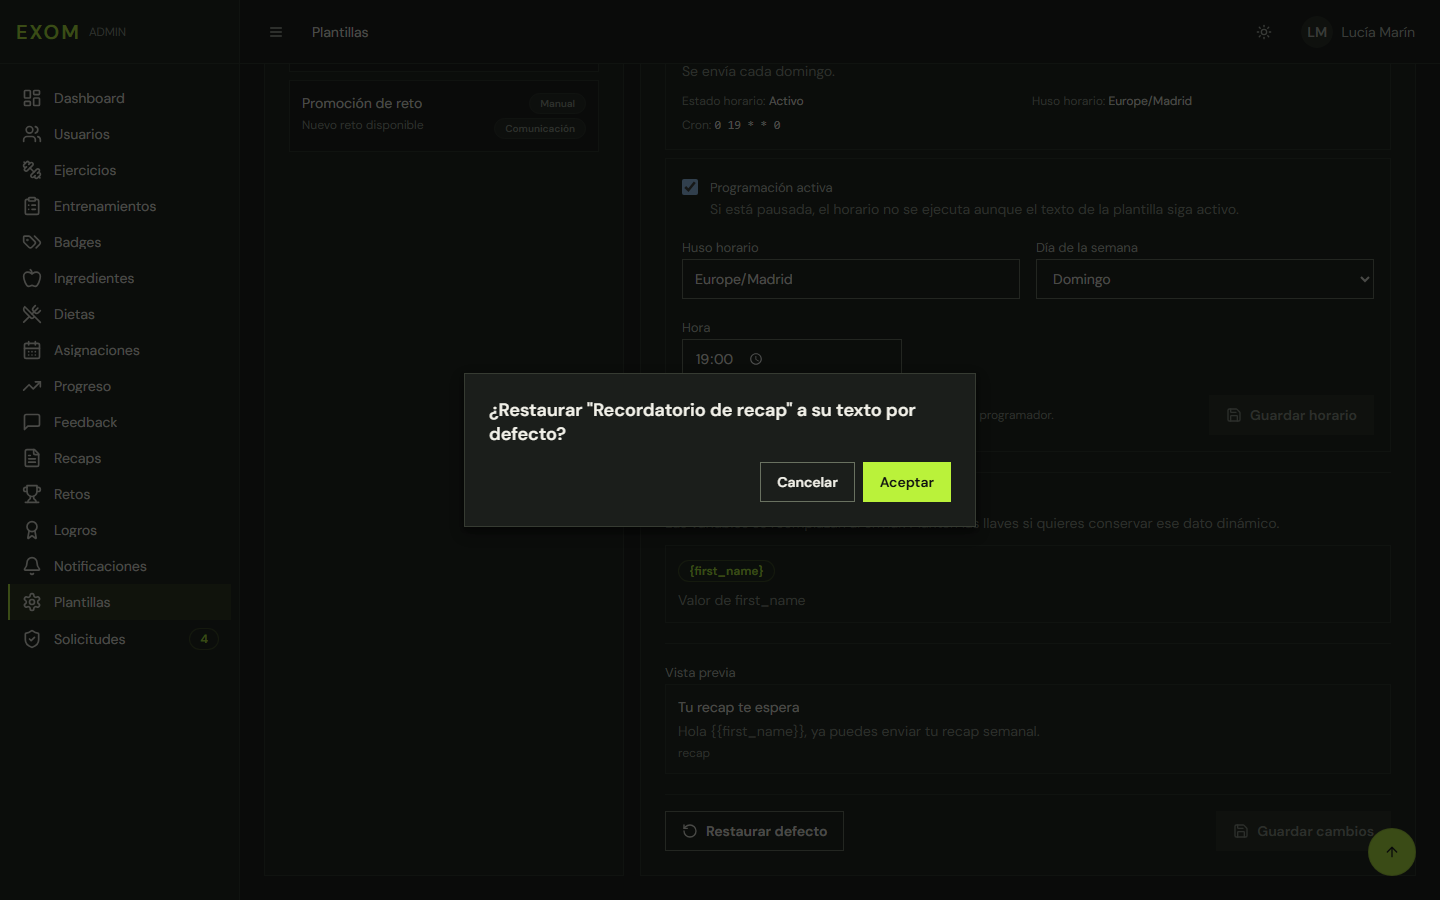 EXOM ADMIN
Plantillas
LM Lucía Marín
Dashboard
Usuarios
Ejercicios
Entrenamientos
Badges
Ingredientes
Dietas
Asignaciones
Progreso
Feedback
Recaps
Retos
Logros
Notificaciones
Plantillas
Solicitudes 4
Promoción de reto Manual
Nuevo reto disponible Comunicación
Se envía cada domingo.
Estado horario: Activo Huso horario: Europe/Madrid
Cron: 0 19 * * 0
Programación activa
Si está pausada, el horario no se ejecuta aunque el texto de la plantilla siga activo.
Huso horario Día de la semana
Europe/Madrid Domingo
Hora
19:00
programador. Guardar horario
¿Restaurar "Recordatorio de recap" a su texto por
defecto?
Cancelar Aceptar
llaves si quieres conservar ese dato dinámico.
{first_name}
Valor de first_name
Vista previa
Tu recap te espera
Hola {{first_name}}, ya puedes enviar tu recap semanal.
recap
Restaurar defecto Guardar cambios